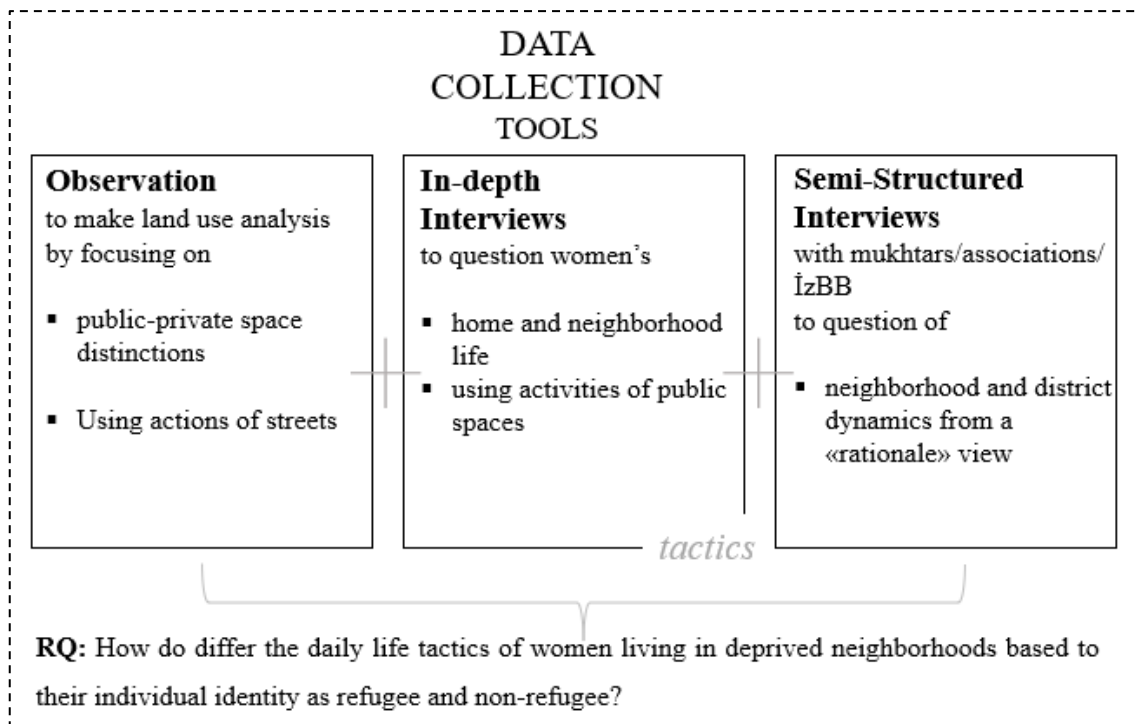 DATA
COLLECTION
TOOLS
Observation
to make land use analysis
by focusing on
▪ public-private space
distinctions
▪ Using actions of streets
In-depth
Interviews
to question women's
▪ home and neighborhood
life
▪ using activities of public
spaces
Semi-Structured
Interviews
with mukhtars/associations/
İzBB
to question of
▪ neighborhood and district
dynamics from a
«rationale» view
tactics
RQ: How do differ the daily life tactics of women living in deprived neighborhoods based to
their individual identity as refugee and non-refugee?